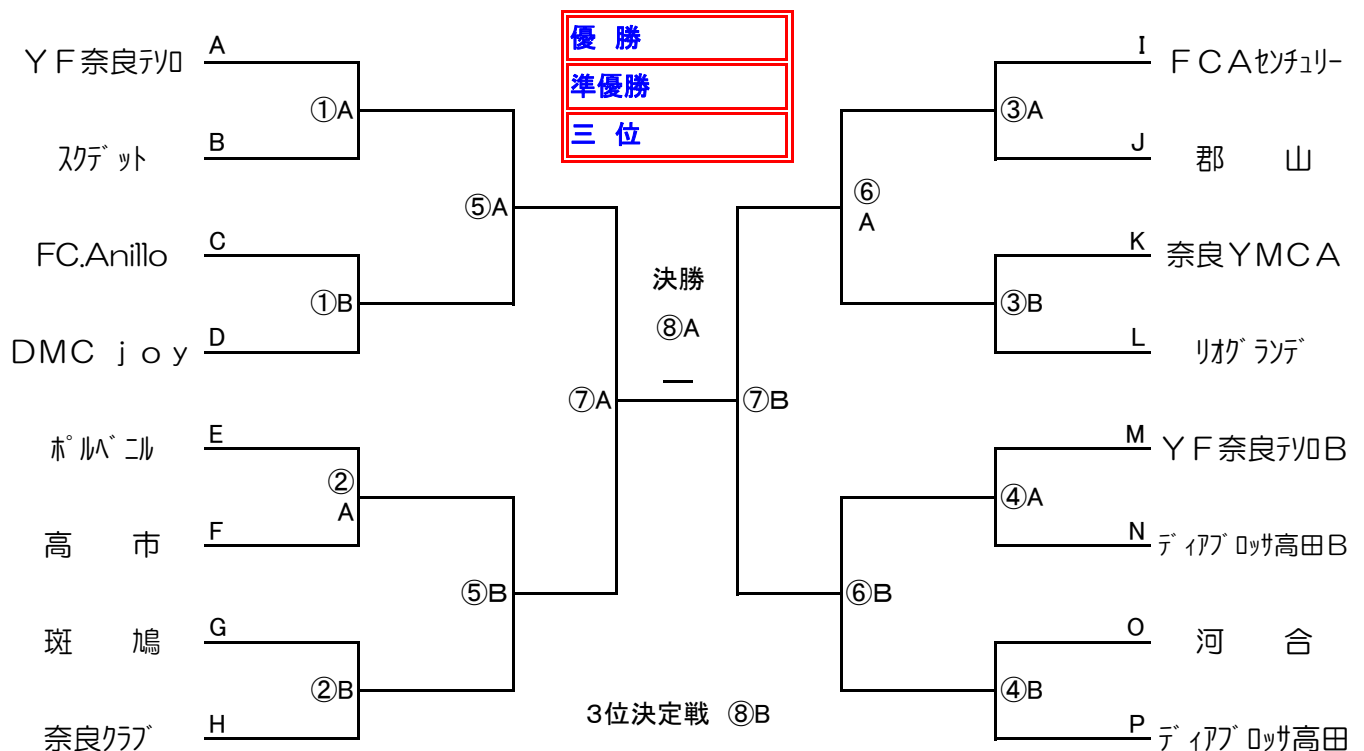 優 勝
準優勝
三 位
YF奈良ﾃｿﾛ A
①A
ｽｸﾃﾞｯﾄ B
⑤A
FC.Anillo C
①B
DMC joy D
⑦A
ﾎﾟﾙﾍﾞﾆﾙ E
②
A
高 市 F
⑤B
斑 鳩 G
②B
奈良ｸﾗﾌﾞ H
決勝
⑧A
―
3位決定戦 ⑧B
I FCAｾﾝﾁｭﾘｰ
③A
J 郡 山
⑥
A
K 奈良YMCA
③B
L ﾘｵｸﾞﾗﾝﾃﾞ
⑦B
M YF奈良ﾃｿﾛB
④A
N ﾃﾞｨｱﾌﾞﾛｯｻ高田B
⑥B
O 河 合
④B
P ﾃﾞｨｱﾌﾞﾛｯｻ高田